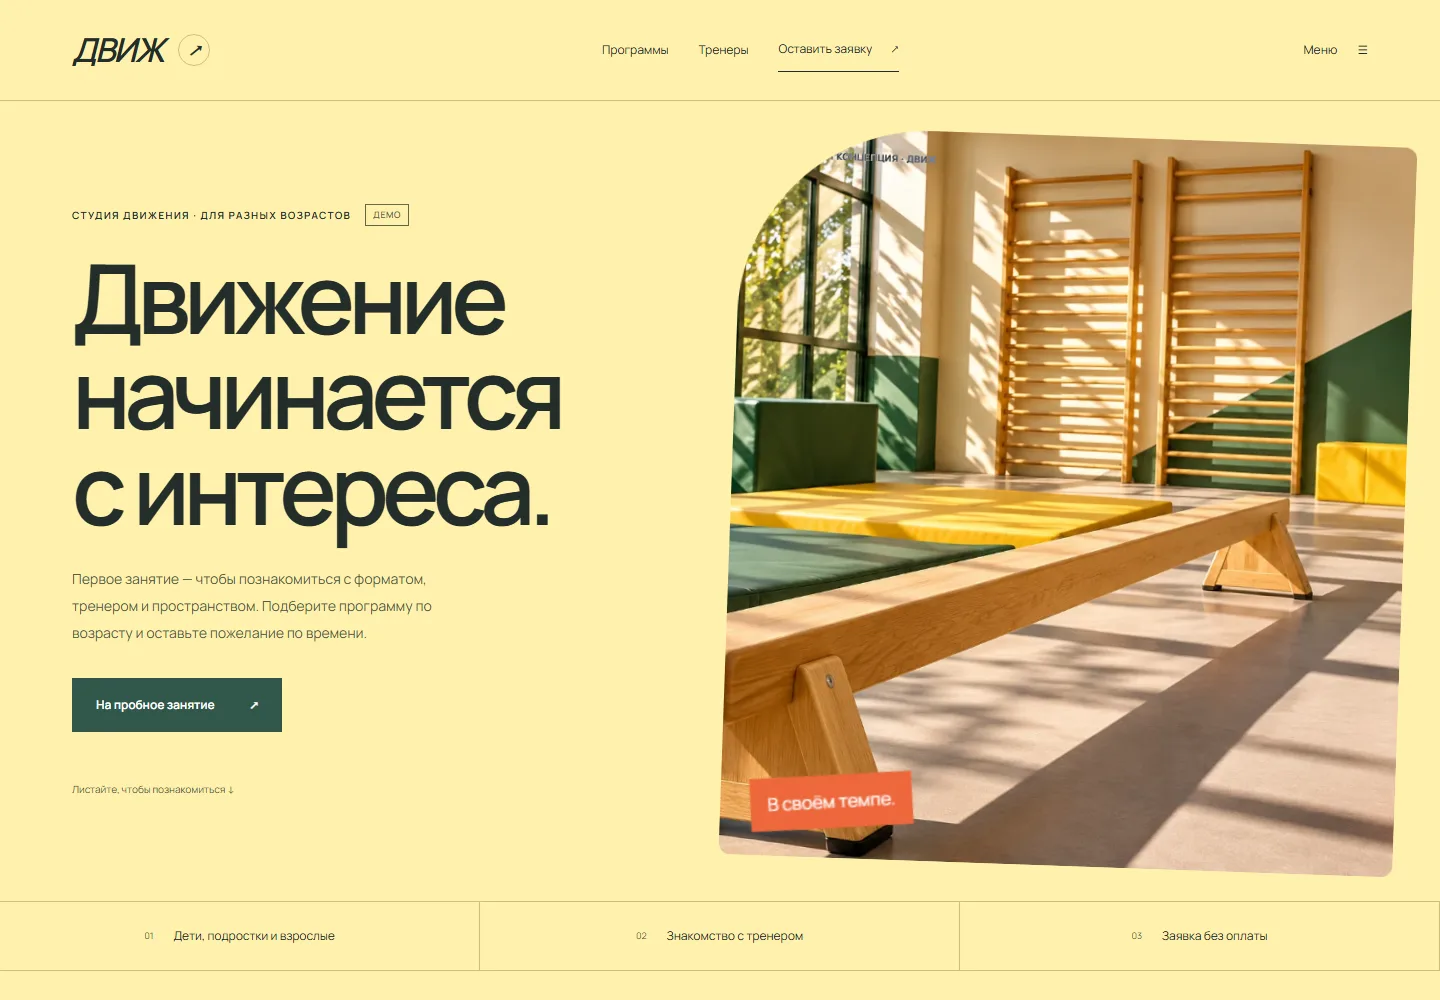 ДВИЖ ↗
Программы
Тренеры
Оставить заявку ↗
Меню ☰
КОНЦЕПЦИЯ · ДВИЖ
СТУДИЯ ДВИЖЕНИЯ · ДЛЯ РАЗНЫХ ВОЗРАСТОВ
ДЕМО
Движение
начинается
с интереса.
Первое занятие — чтобы познакомиться с форматом,
тренером и пространством. Подберите программу по
возрасту и оставьте пожелание по времени.
На пробное занятие ↗
Листайте, чтобы познакомиться ↓
В своём темпе.
01 Дети, подростки и взрослые
02 Знакомство с тренером
03 Заявка без оплаты